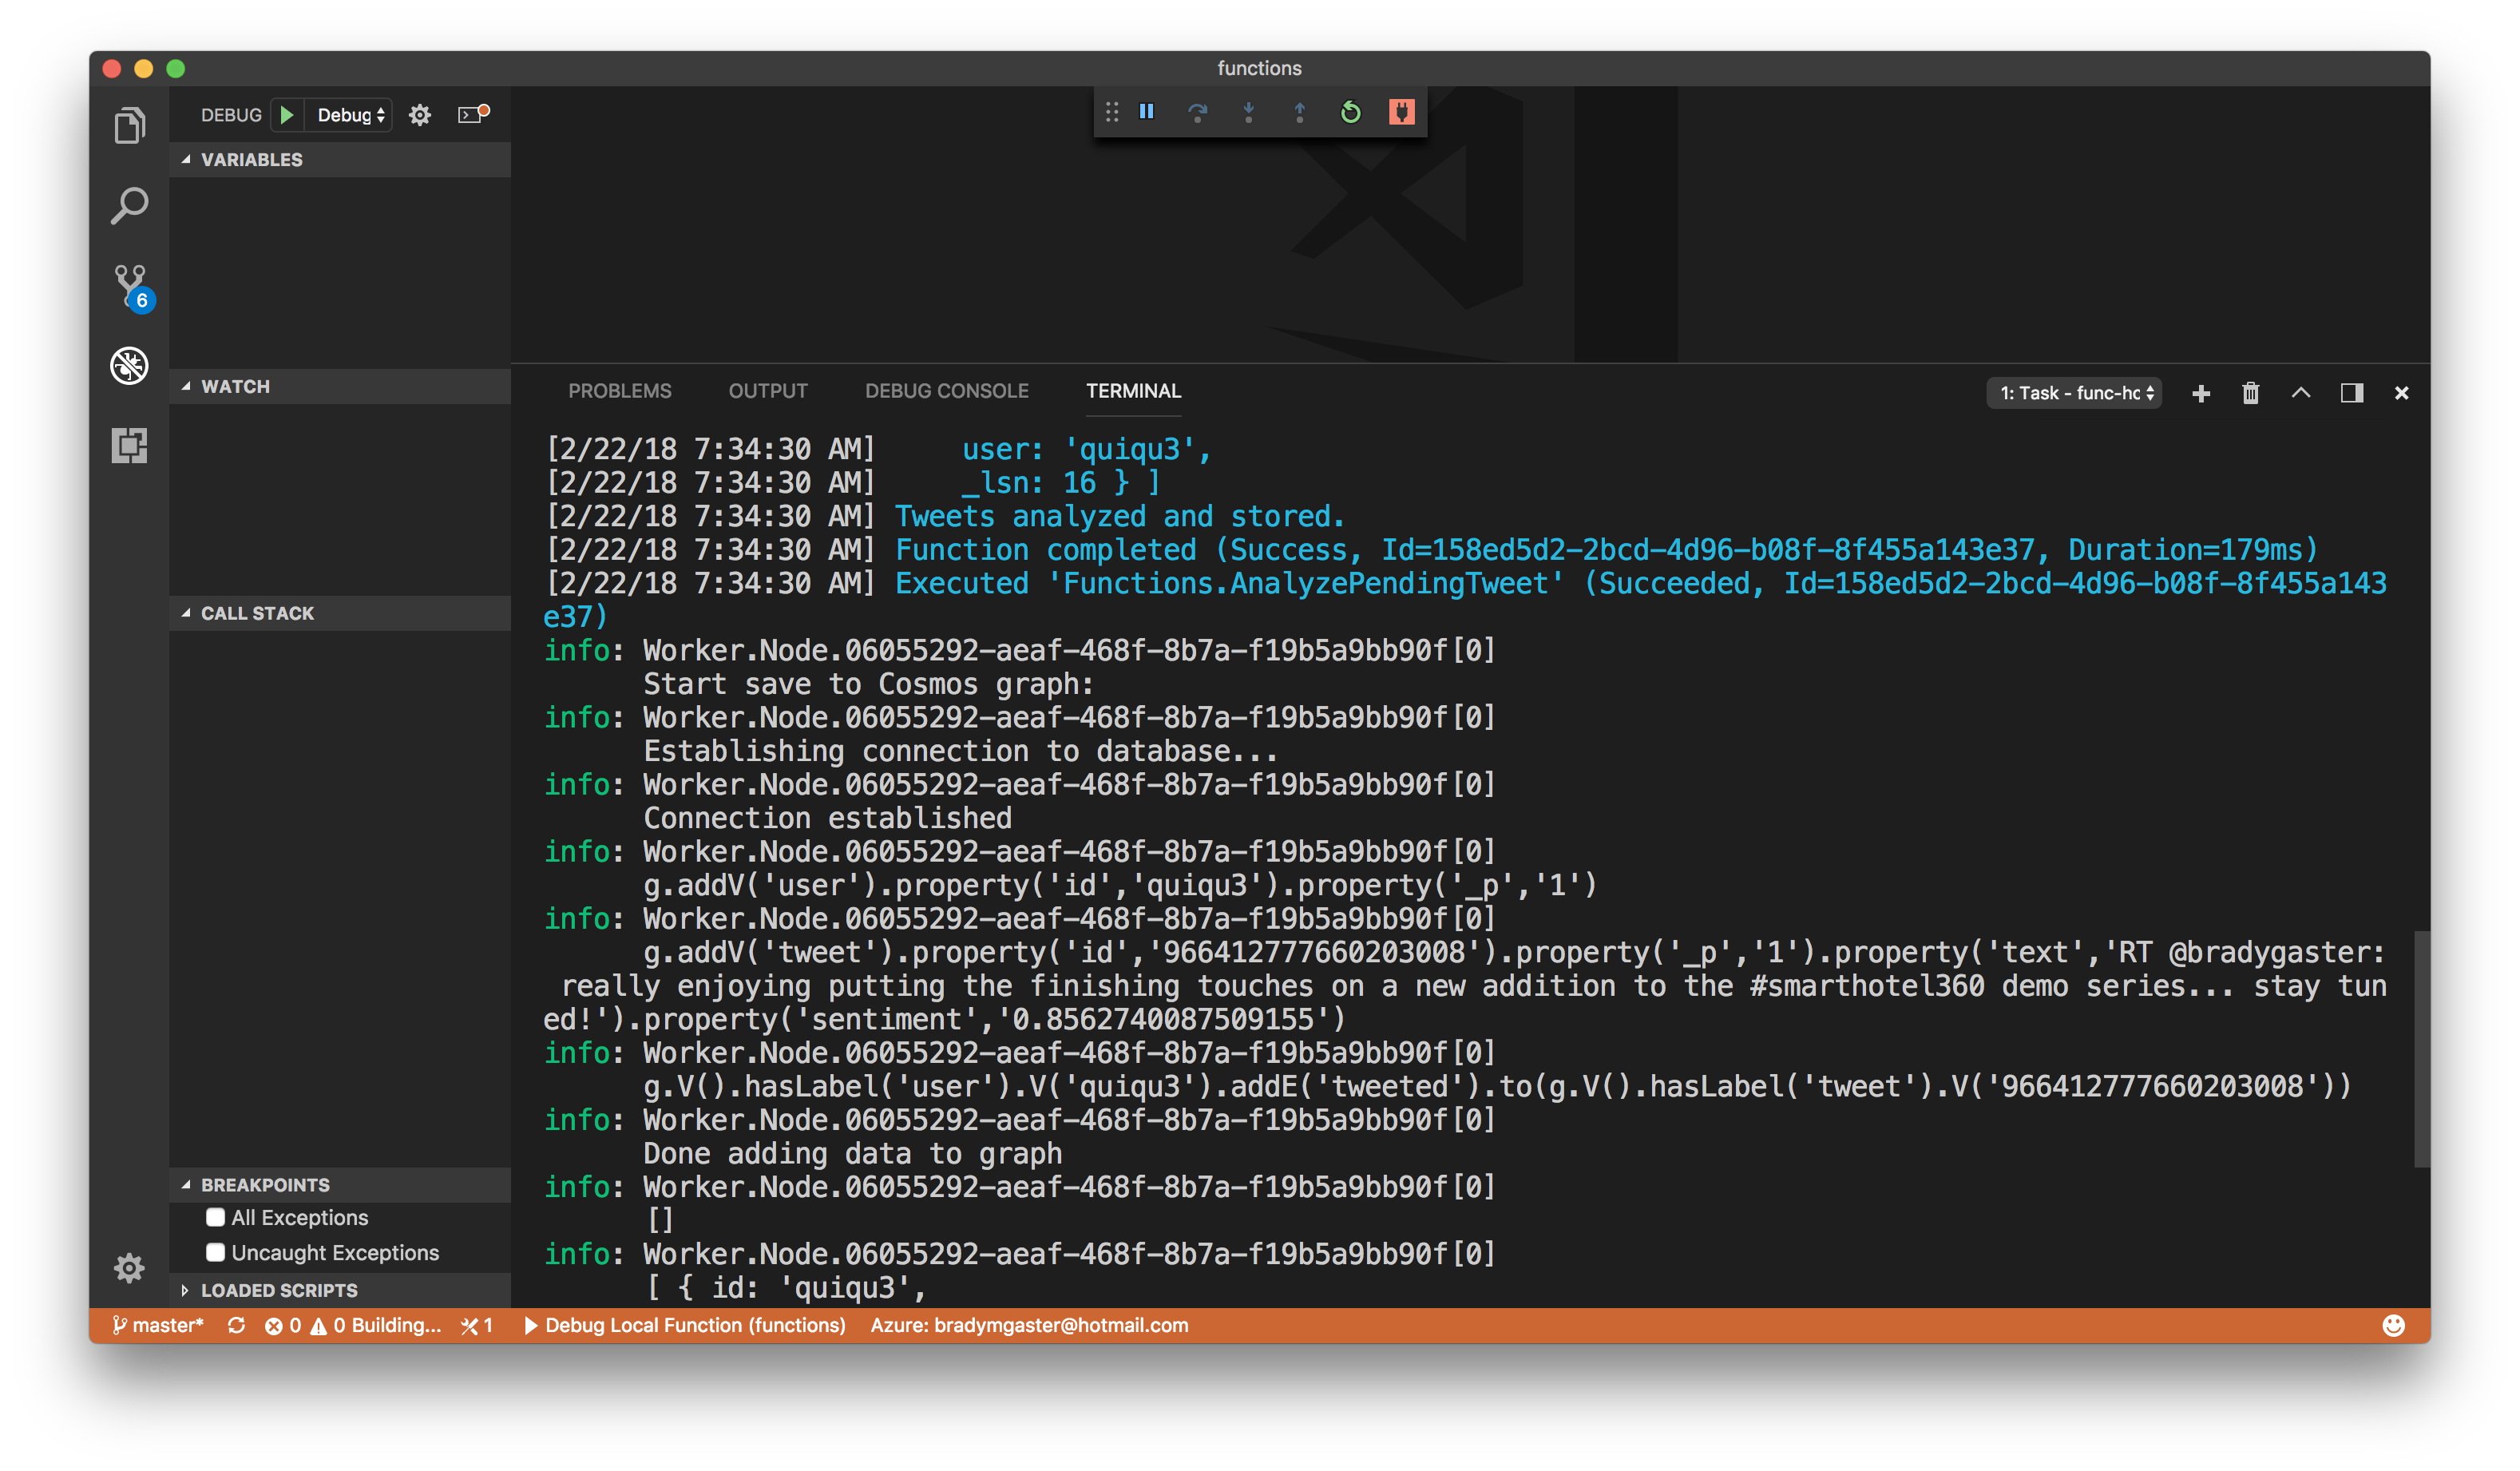 functions
DEBUG Debug
VARIABLES
6
WATCH
CALL STACK
BREAKPOINTS
All Exceptions
Uncaught Exceptions
LOADED SCRIPTS
PROBLEMS OUTPUT DEBUG CONSOLE TERMINAL 1: Task - func-hc
[2/22/18 7:34:30 AM]     user: 'quiqu3',
[2/22/18 7:34:30 AM]     _lsn: 16 } ]
[2/22/18 7:34:30 AM] Tweets analyzed and stored.
[2/22/18 7:34:30 AM] Function completed (Success, Id=158ed5d2-2bcd-4d96-b08f-8f455a143e37, Duration=179ms)
[2/22/18 7:34:30 AM] Executed 'Functions.AnalyzePendingTweet' (Succeeded, Id=158ed5d2-2bcd-4d96-b08f-8f455a143
e37)
info: Worker.Node.06055292-aeaf-468f-8b7a-f19b5a9bb90f[0]
      Start save to Cosmos graph:
info: Worker.Node.06055292-aeaf-468f-8b7a-f19b5a9bb90f[0]
      Establishing connection to database...
info: Worker.Node.06055292-aeaf-468f-8b7a-f19b5a9bb90f[0]
      Connection established
info: Worker.Node.06055292-aeaf-468f-8b7a-f19b5a9bb90f[0]
      g.addV('user').property('id','quiqu3').property('_p','1')
info: Worker.Node.06055292-aeaf-468f-8b7a-f19b5a9bb90f[0]
      g.addV('tweet').property('id','966412777660203008').property('_p','1').property('text','RT @bradygaster:
 really enjoying putting the finishing touches on a new addition to the #smarthotel360 demo series... stay tun
ed!').property('sentiment','0.8562740087509155')
info: Worker.Node.06055292-aeaf-468f-8b7a-f19b5a9bb90f[0]
      g.V().hasLabel('user').V('quiqu3').addE('tweeted').to(g.V().hasLabel('tweet').V('966412777660203008'))
info: Worker.Node.06055292-aeaf-468f-8b7a-f19b5a9bb90f[0]
      Done adding data to graph
info: Worker.Node.06055292-aeaf-468f-8b7a-f19b5a9bb90f[0]
      []
info: Worker.Node.06055292-aeaf-468f-8b7a-f19b5a9bb90f[0]
      [ { id: 'quiqu3',
master* 0 0 Building... 1 Debug Local Function (functions) Azure: bradymgaster@hotmail.com